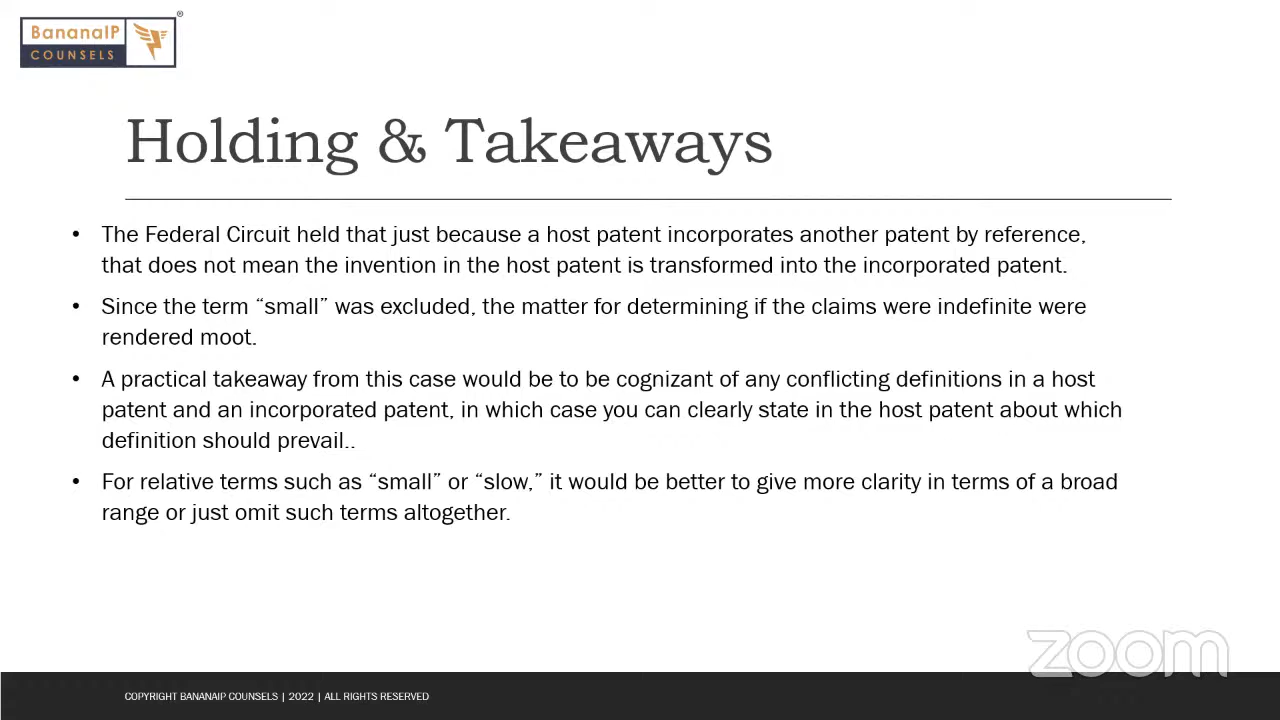 BananaIP
COUNSELS
®
Holding & Takeaways
• The Federal Circuit held that just because a host patent incorporates another patent by reference,
that does not mean the invention in the host patent is transformed into the incorporated patent.
• Since the term “small” was excluded, the matter for determining if the claims were indefinite were
rendered moot.
• A practical takeaway from this case would be to be cognizant of any conflicting definitions in a host
patent and an incorporated patent, in which case you can clearly state in the host patent about which
definition should prevail..
• For relative terms such as “small” or “slow,” it would be better to give more clarity in terms of a broad
range or just omit such terms altogether.
zoom
COPYRIGHT BANANAIP COUNSELS | 2022 | ALL RIGHTS RESERVED